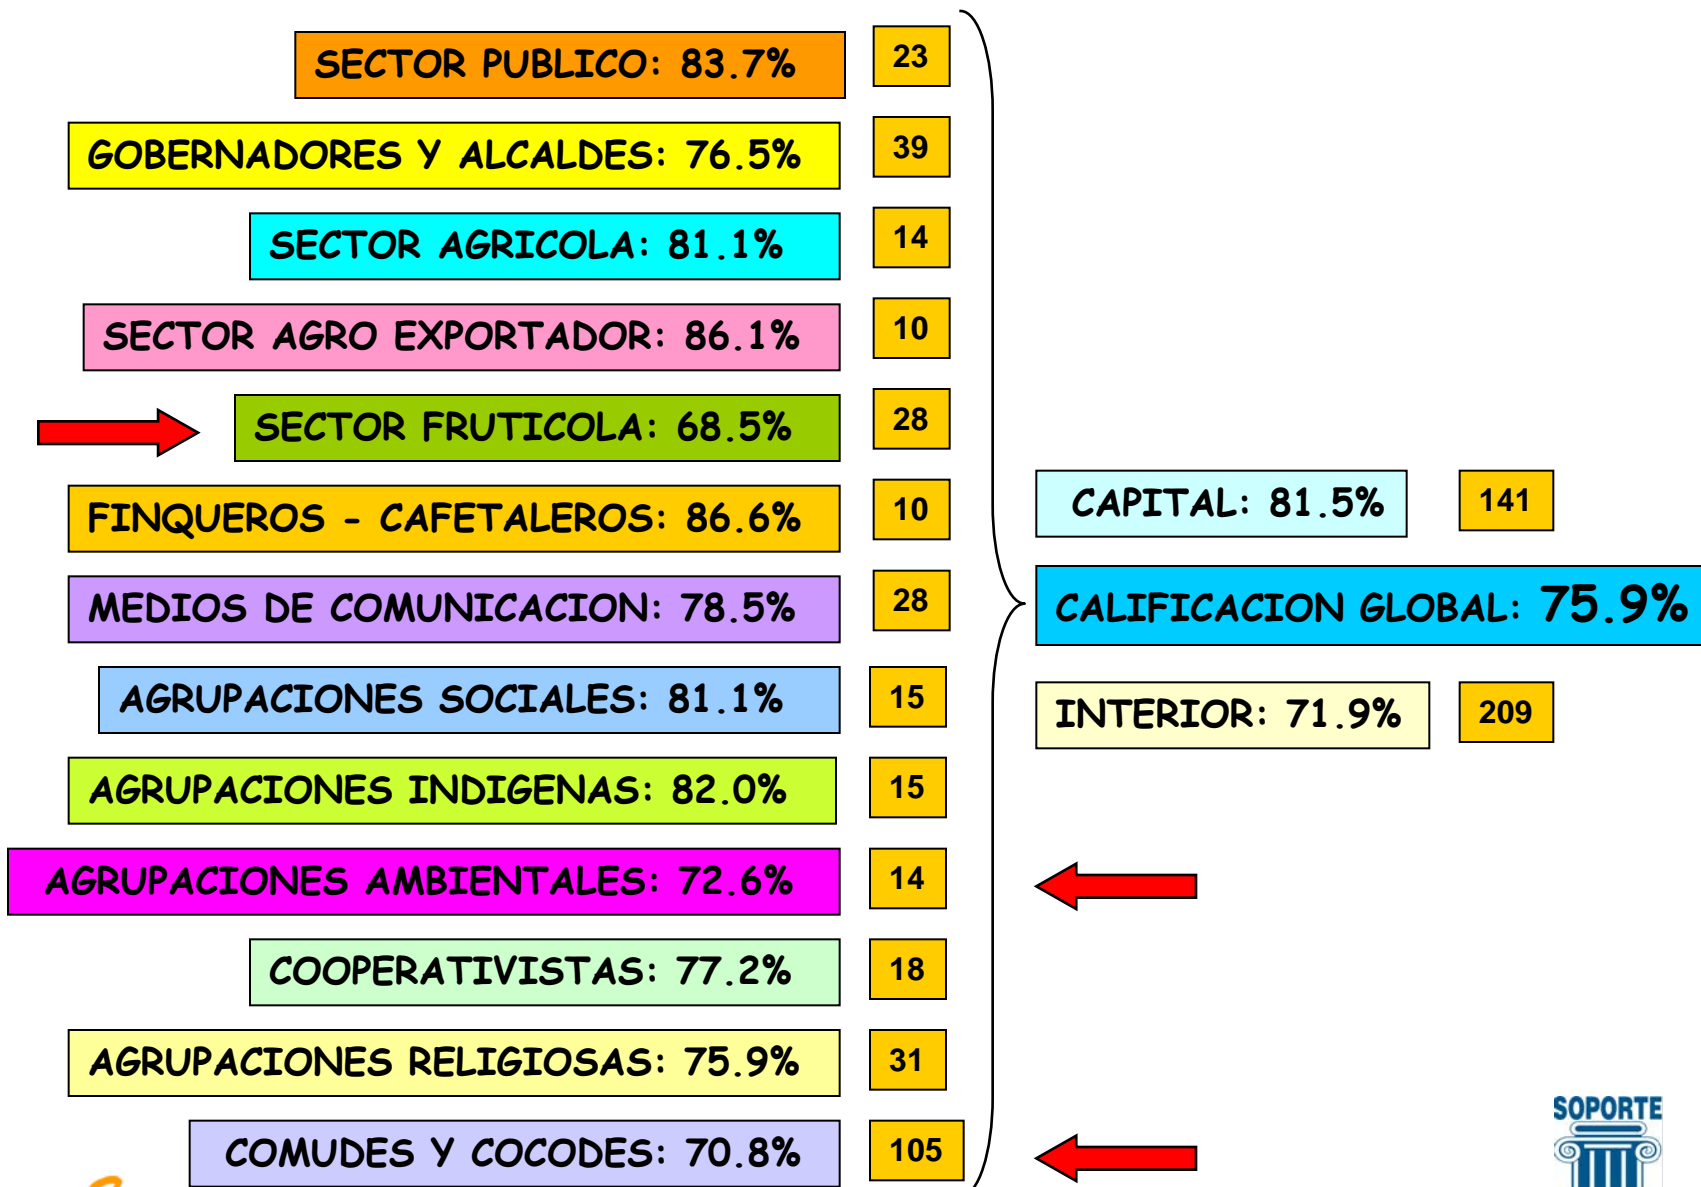 SECTOR PUBLICO: 83.7% 23
GOBERNADORES Y ALCALDES: 76.5% 39
SECTOR AGRICOLA: 81.1% 14
SECTOR AGRO EXPORTADOR: 86.1% 10
SECTOR FRUTICOLA: 68.5% 28
FINQUEROS - CAFETALEROS: 86.6% 10
MEDIOS DE COMUNICACION: 78.5% 28
AGRUPACIONES SOCIALES: 81.1% 15
AGRUPACIONES INDIGENAS: 82.0% 15
AGRUPACIONES AMBIENTALES: 72.6% 14
COOPERATIVISTAS: 77.2% 18
AGRUPACIONES RELIGIOSAS: 75.9% 31
COMUDES Y COCODES: 70.8% 105
CAPITAL: 81.5% 141
CALIFICACION GLOBAL: 75.9%
INTERIOR: 71.9% 209
SOPORTE